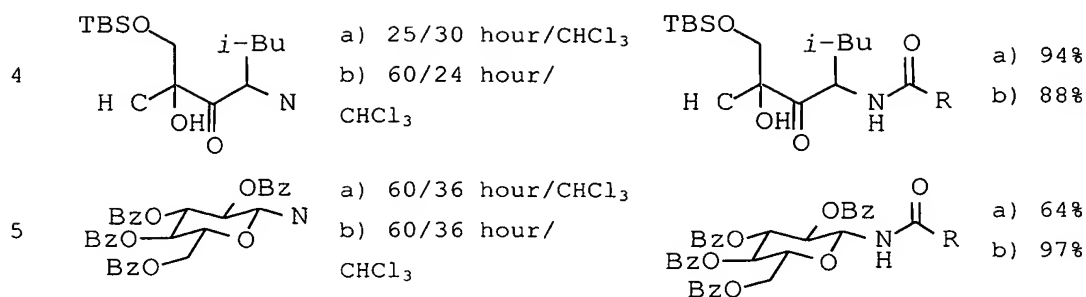 TBSO i-Bu a) 25/30 hour/CHCl₃ TBSO i-Bu O a) 94%
4 H C OH O N b) 60/24 hour/ H C OH O N H R b) 88%
CHCl₃
5 OBz BzO BzO BzO O N a) 60/36 hour/CHCl₃ O OBz BzO BzO BzO O N H R a) 64%
b) 60/36 hour/ b) 97%
CHCl₃